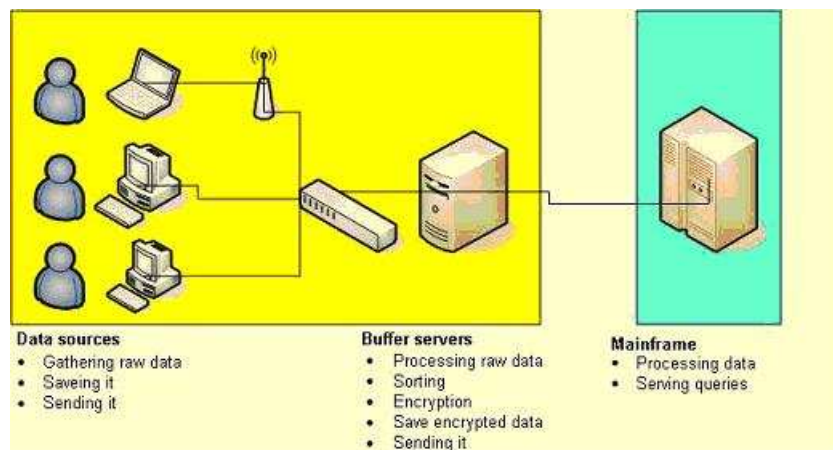 Data sources
• Gathering raw data
• Saveing it
• Sending it
Buffer servers
• Processing raw data
• Sorting
• Encryption
• Save encrypted data
• Sending it
Mainframe
• Processing data
• Serving queries